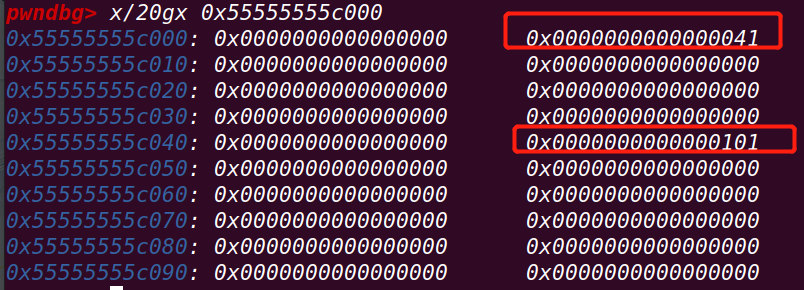 pwndbg> x/20gx 0x55555555c000
0x55555555c000: 0x0000000000000000 0x0000000000000041
0x55555555c010: 0x0000000000000000 0x0000000000000000
0x55555555c020: 0x0000000000000000 0x0000000000000000
0x55555555c030: 0x0000000000000000 0x0000000000000000
0x55555555c040: 0x0000000000000000 0x0000000000000101
0x55555555c050: 0x0000000000000000 0x0000000000000000
0x55555555c060: 0x0000000000000000 0x0000000000000000
0x55555555c070: 0x0000000000000000 0x0000000000000000
0x55555555c080: 0x0000000000000000 0x0000000000000000
0x55555555c090: 0x0000000000000000 0x0000000000000000